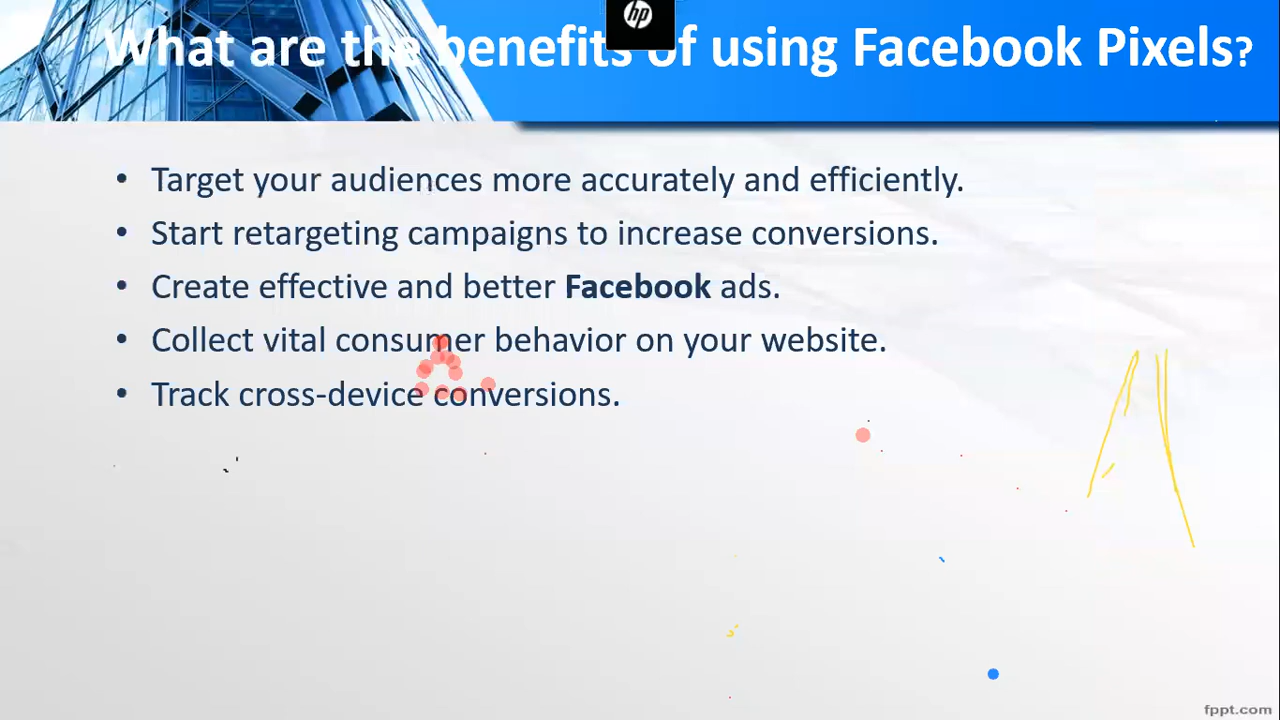 hp
What are the benefits of using Facebook Pixels?
• Target your audiences more accurately and efficiently.
• Start retargeting campaigns to increase conversions.
• Create effective and better Facebook ads.
• Collect vital consumer behavior on your website.
• Track cross-device conversions.
fppt.com